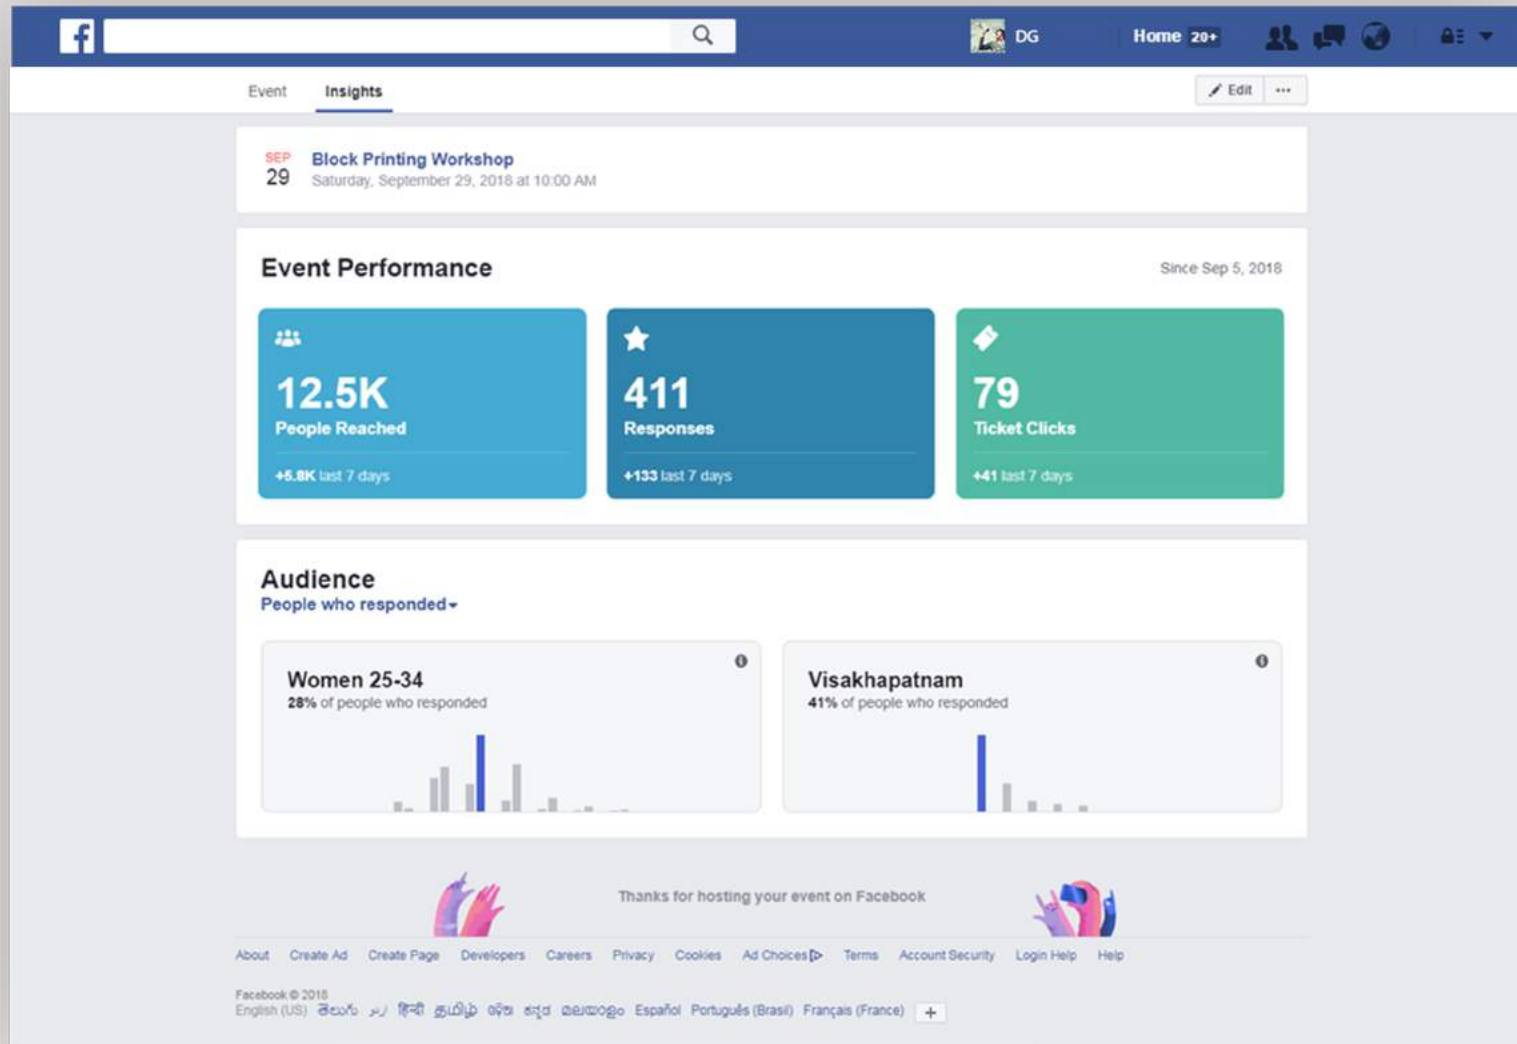 f
DG
Home 20+
Event Insights
Edit ...
SEP
29
Block Printing Workshop
Saturday, September 29, 2018 at 10:00 AM
Event Performance
Since Sep 5, 2018
12.5K
People Reached
+5.8K last 7 days
411
Responses
+133 last 7 days
79
Ticket Clicks
+41 last 7 days
Audience
People who responded
Women 25-34
28% of people who responded
Visakhapatnam
41% of people who responded
Thanks for hosting your event on Facebook
About Create Ad Create Page Developers Careers Privacy Cookies Ad Choices Terms Account Security Login Help Help
Facebook © 2018
English (US) తెలుగు اردو हिन्दी தமிழ் ଓଡ଼ିଆ ಕನ್ನಡ മലയാളം Español Português (Brasil) Français (France) +